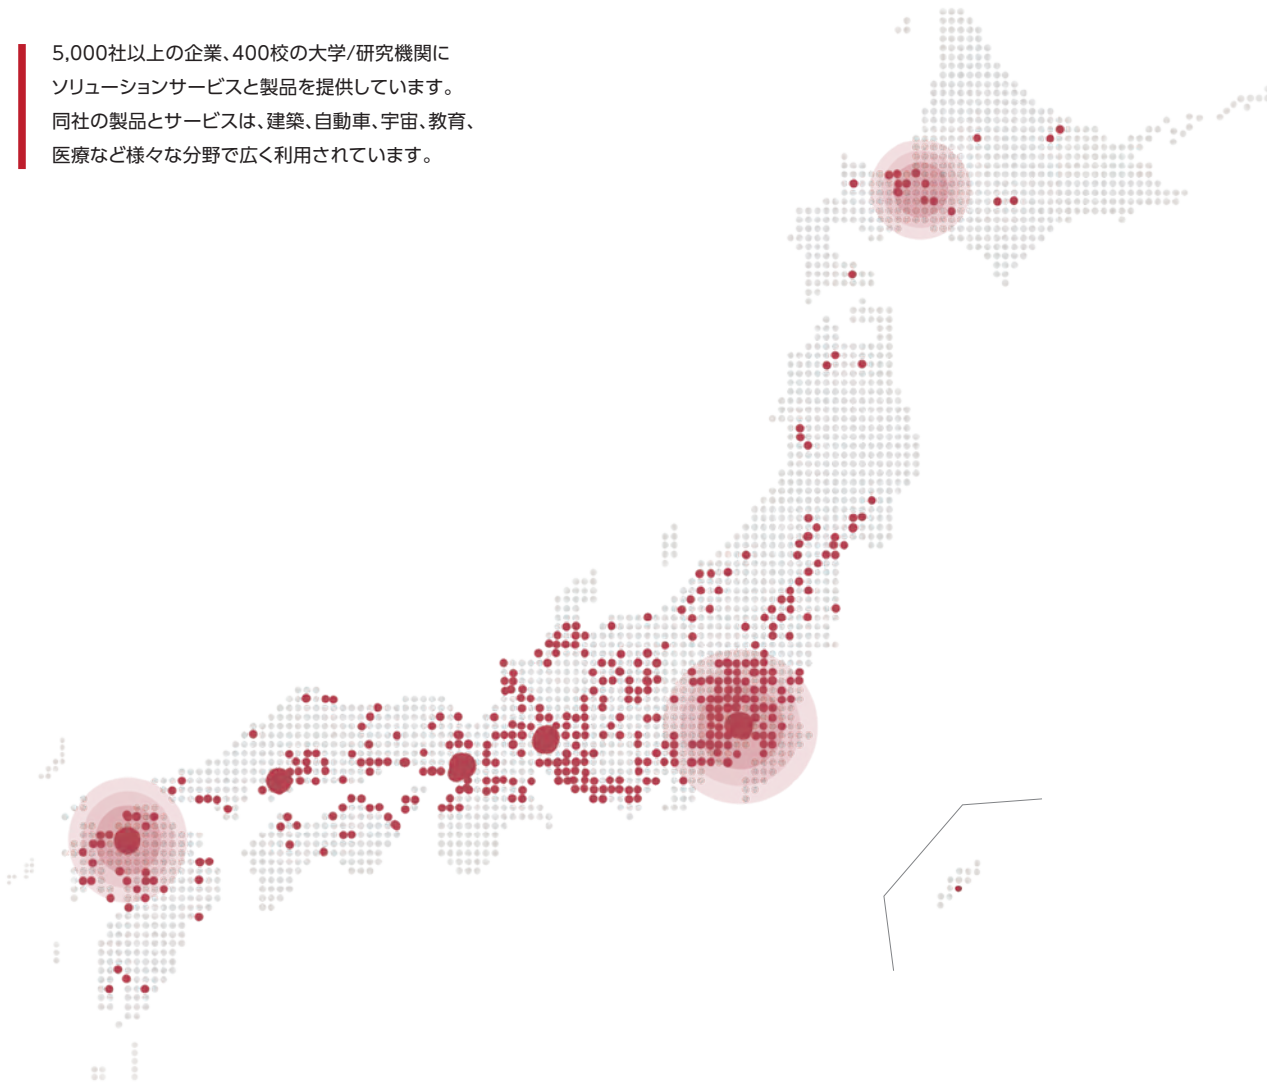 5,000社以上の企業、400校の大学/研究機関に
ソリューションサービスと製品を提供しています。
同社の製品とサービスは、建築、自動車、宇宙、教育、
医療など様々な分野で広く利用されています。